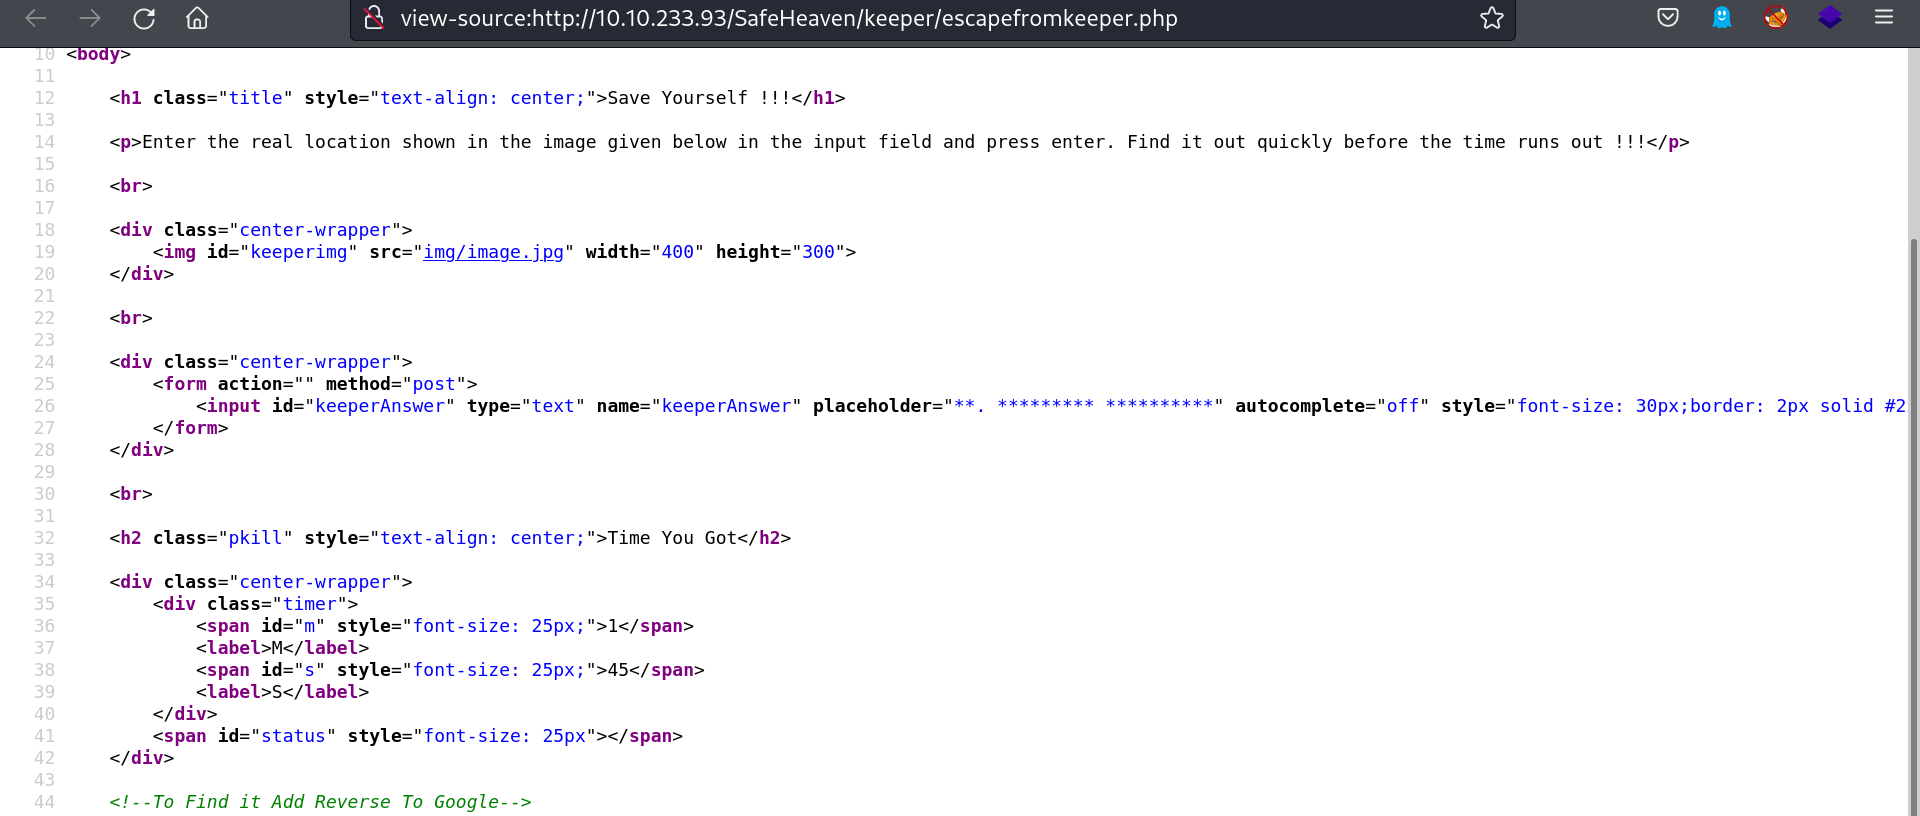 view-source:http://10.10.233.93/SafeHeaven/keeper/escapefromkeeper.php
10 <body>
11
12 <h1 class="title" style="text-align: center;">Save Yourself !!!</h1>
13
14 <p>Enter the real location shown in the image given below in the input field and press enter. Find it out quickly before the time runs out !!!</p>
15
16 <br>
17
18 <div class="center-wrapper">
19 <img id="keeperimg" src="img/image.jpg" width="400" height="300">
20 </div>
21
22 <br>
23
24 <div class="center-wrapper">
25 <form action="" method="post">
26 <input id="keeperAnswer" type="text" name="keeperAnswer" placeholder="**. ********* **********" autocomplete="off" style="font-size: 30px;border: 2px solid #2
27 </form>
28 </div>
29
30 <br>
31
32 <h2 class="pkill" style="text-align: center;">Time You Got</h2>
33
34 <div class="center-wrapper">
35 <div class="timer">
36 <span id="m" style="font-size: 25px;">1</span>
37 <label>M</label>
38 <span id="s" style="font-size: 25px;">45</span>
39 <label>S</label>
40 </div>
41 <span id="status" style="font-size: 25px"></span>
42 </div>
43
44 <!--To Find it Add Reverse To Google-->